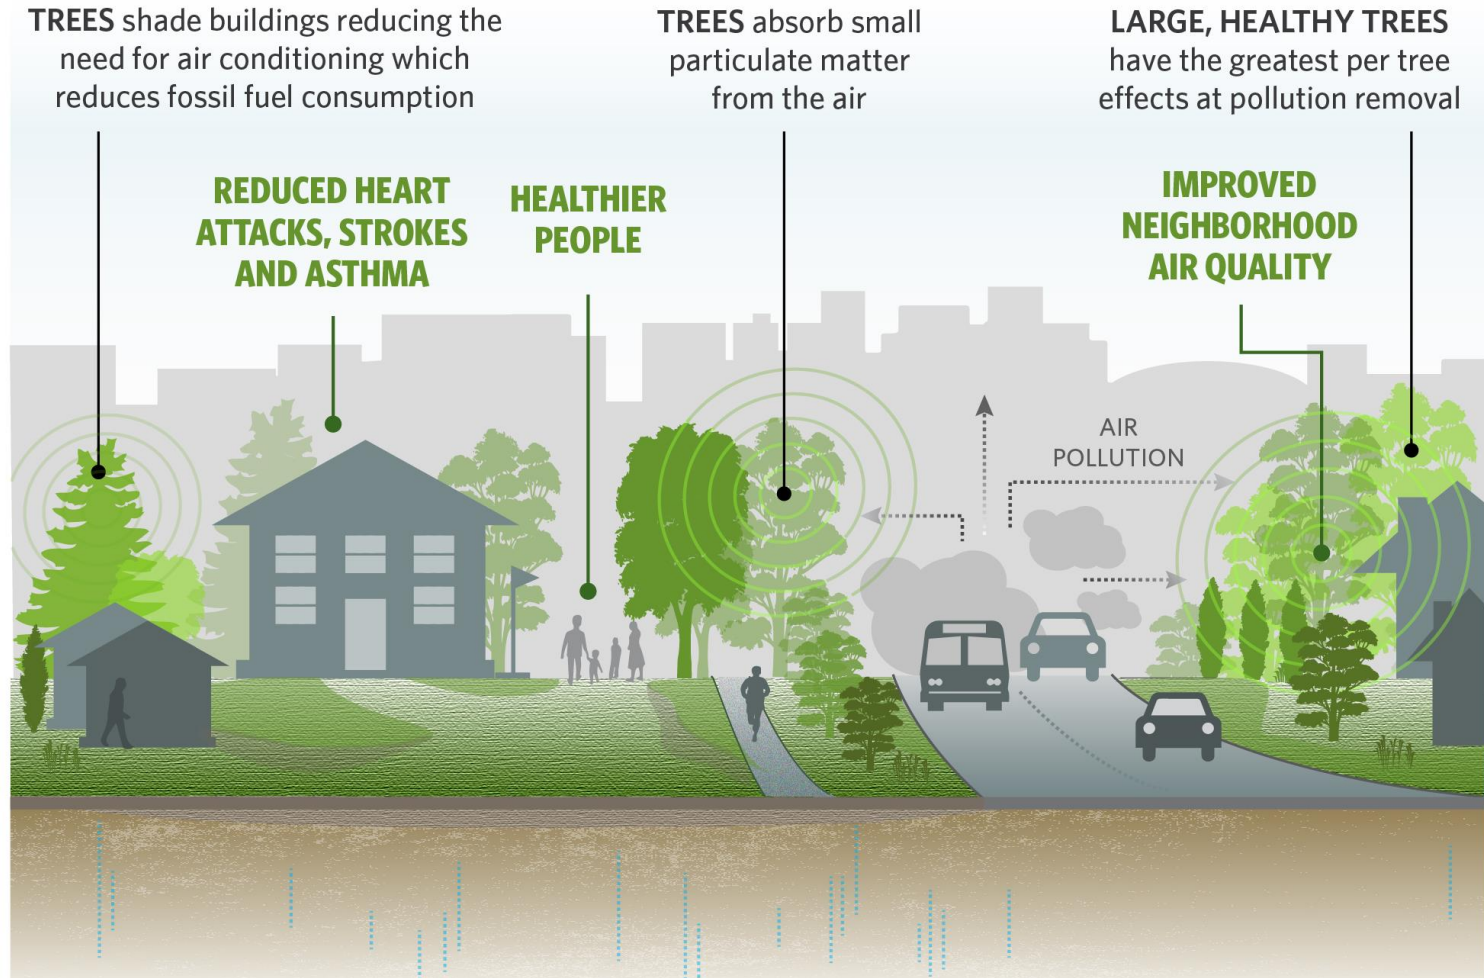 TREES shade buildings reducing the
need for air conditioning which
reduces fossil fuel consumption
TREES absorb small
particulate matter
from the air
LARGE, HEALTHY TREES
have the greatest per tree
effects at pollution removal
REDUCED HEART
ATTACKS, STROKES
AND ASTHMA
HEALTHIER
PEOPLE
IMPROVED
NEIGHBORHOOD
AIR QUALITY
AIR
POLLUTION